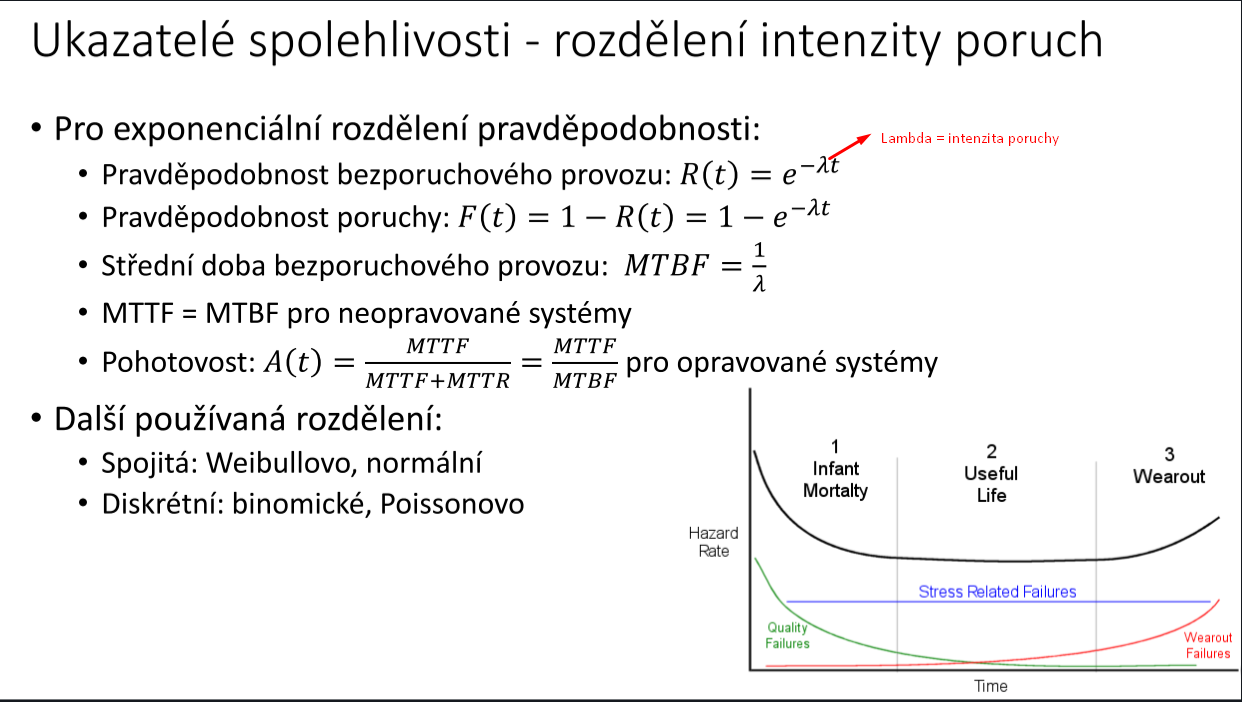 Ukazatelé spolehlivosti - rozdělení intenzity poruch
• Pro exponenciální rozdělení pravděpodobnosti:
Lambda = intenzita poruchy
• Pravděpodobnost bezporuchového provozu: R(t) = e^{−λt}
• Pravděpodobnost poruchy: F(t) = 1 − R(t) = 1 − e^{−λt}
• Střední doba bezporuchového provozu: MTBF = \frac{1}{λ}
• MTTF = MTBF pro neopravované systémy
• Pohotovost: A(t) = \frac{MTTF}{MTTF+MTTR} = \frac{MTTF}{MTBF} pro opravované systémy
• Další používaná rozdělení:
• Spojitá: Weibullovo, normální
• Diskrétní: binomické, Poissonovo
1
Infant
Mortalty
2
Useful
Life
3
Wearout
Hazard
Rate
Stress Related Failures
Quality
Failures
Wearout
Failures
Time